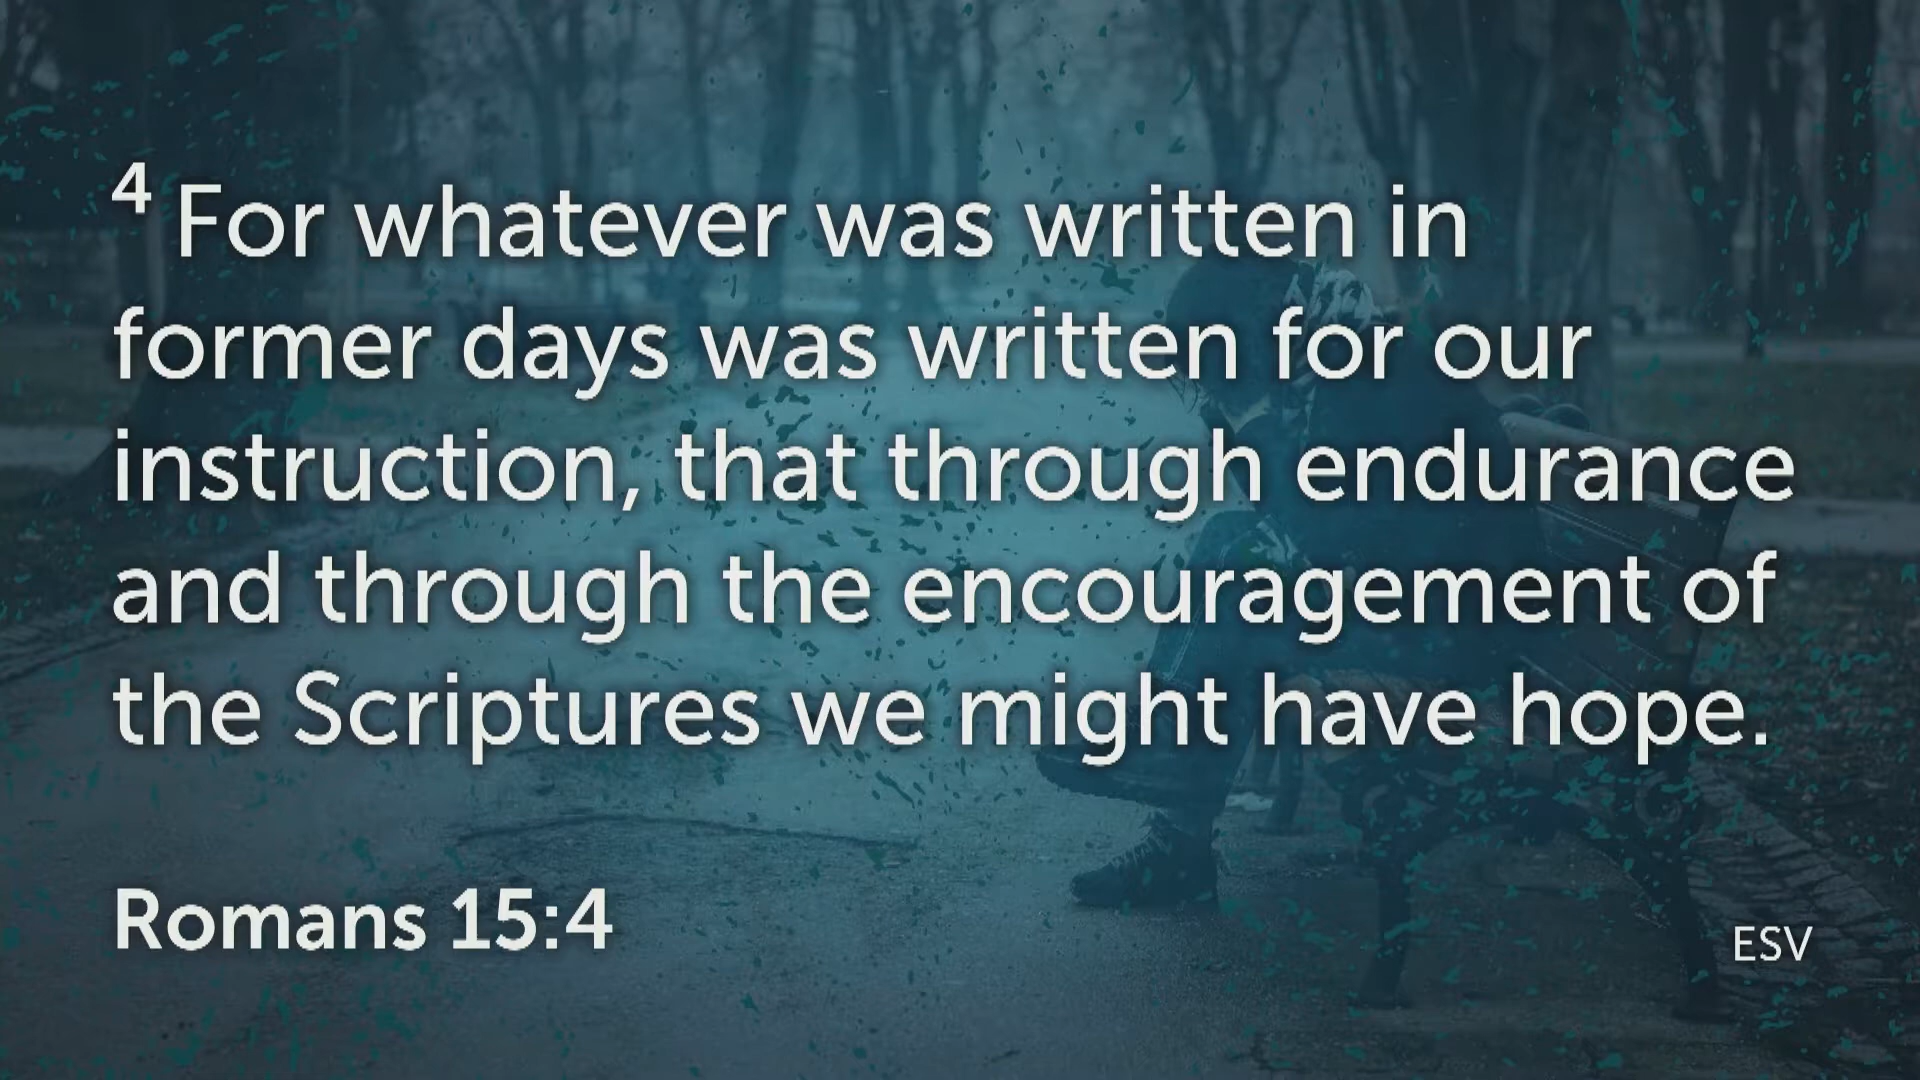 4 For whatever was written in
former days was written for our
instruction, that through endurance
and through the encouragement of
the Scriptures we might have hope.
Romans 15:4
ESV